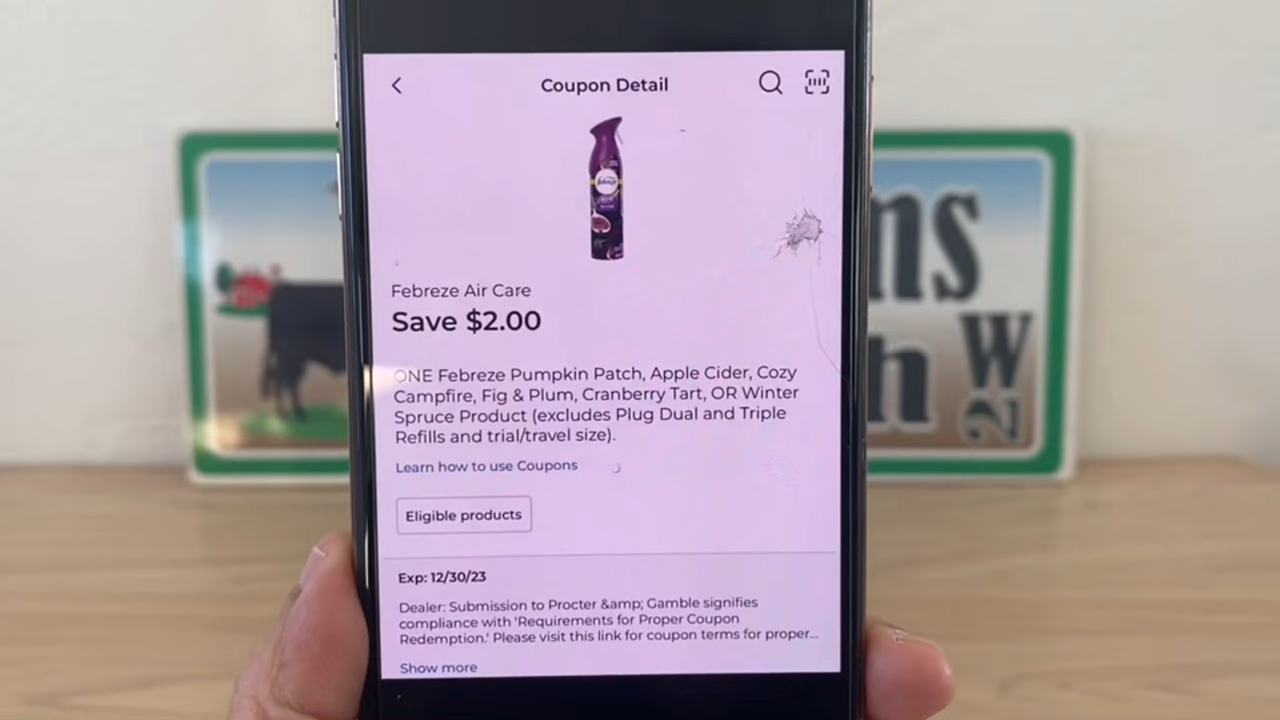 Coupon Detail
febreze
Febreze Air Care
Save $2.00
ONE Febreze Pumpkin Patch, Apple Cider, Cozy
Campfire, Fig & Plum, Cranberry Tart, OR Winter
Spruce Product (excludes Plug Dual and Triple
Refills and trial/travel size).
Learn how to use Coupons
Eligible products
Exp: 12/30/23
Dealer: Submission to Procter &amp; Gamble signifies
compliance with 'Requirements for Proper Coupon
Redemption.' Please visit this link for coupon terms for proper...
Show more